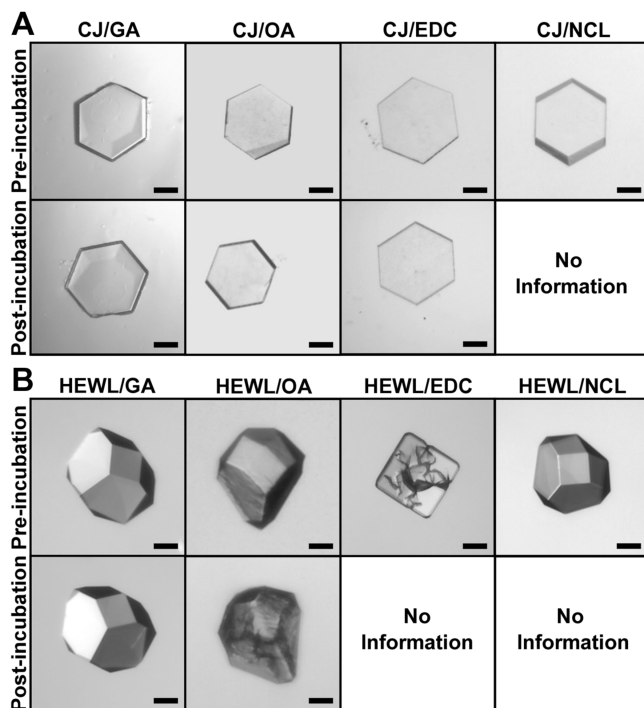 A
CJ/GA CJ/OA CJ/EDC CJ/NCL
Pre-incubation
Post-incubation
No
Information
B
HEWL/GA HEWL/OA HEWL/EDC HEWL/NCL
Pre-incubation
Post-incubation
No
Information
No
Information